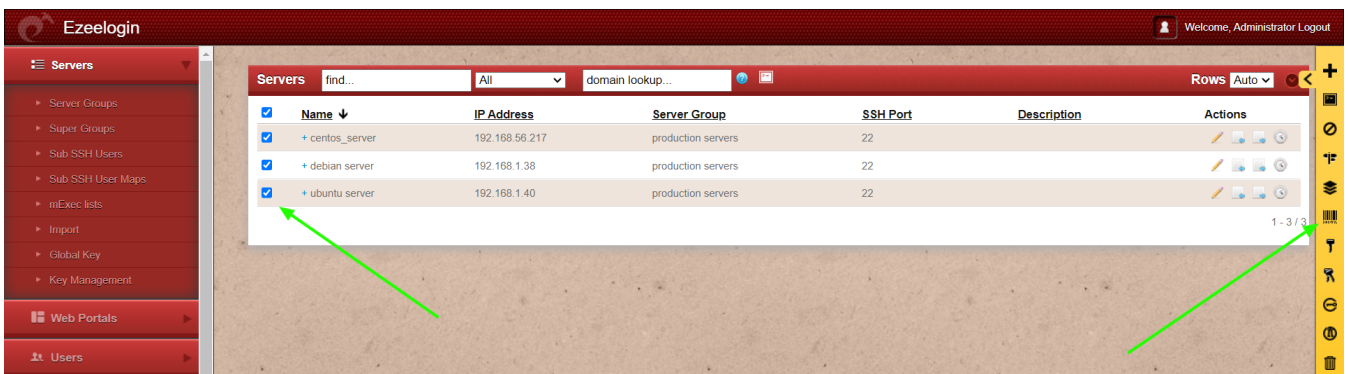 Ezeelogin
Welcome, Administrator Logout
Servers
Server Groups
Super Groups
Sub SSH Users
Sub SSH User Maps
mExec lists
Import
Global Key
Key Management
Web Portals
Users
Servers find... All domain lookup... Rows Auto
Name IP Address Server Group SSH Port Description Actions
+ centos_server 192.168.56.217 production servers 22
+ debian server 192.168.1.38 production servers 22
+ ubuntu server 192.168.1.40 production servers 22
1 - 3 / 3